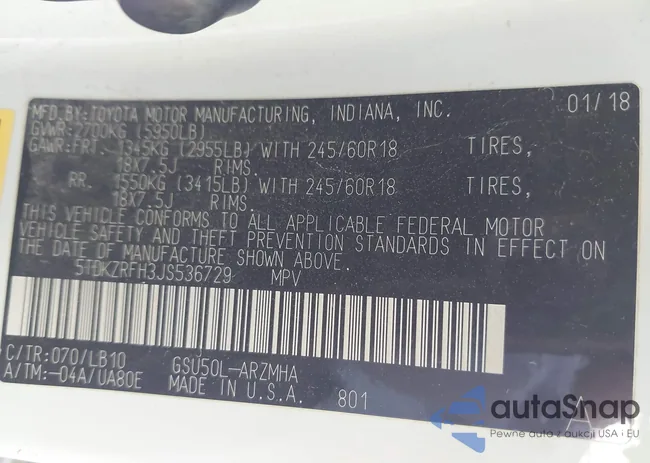 MFD. BY: TOYOTA MOTOR MANUFACTURING, INDIANA, INC. 01/18
GVWR: 2700KG (5950LB)
GAWR: FRT. 1345KG (2955LB) WITH 245/60R18 TIRES,
18X7.5J RIMS.
RR. 1550KG (3415LB) WITH 245/60R18 TIRES,
18X7.5J RIMS.
THIS VEHICLE CONFORMS TO ALL APPLICABLE FEDERAL MOTOR
VEHICLE SAFETY AND THEFT PREVENTION STANDARDS IN EFFECT ON
THE DATE OF MANUFACTURE SHOWN ABOVE.
5TDKZRFH3JS536729 MPV
C/TR: 070/LB10 GSU50L-ARZMHA
A/TM: -04A/UA80E MADE IN U.S.A. 801 A
autaSnap
Pewne auto z aukcji USA i EU